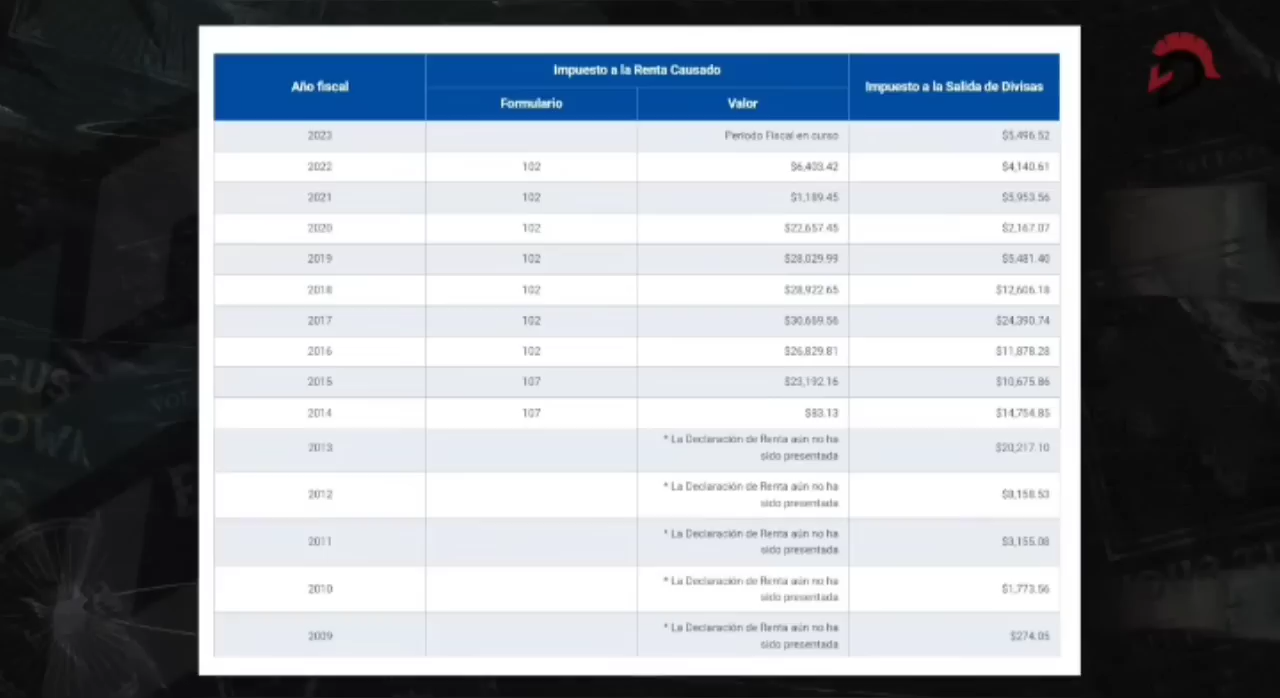 Año fiscal Impuesto a la Renta Causado Impuesto a la Salida de Divisas
Formulario Valor
2023 Período Fiscal en curso $5,496.52
2022 102 $6,403.42 $4,140.61
2021 102 $1,189.45 $5,953.56
2020 102 $22,657.45 $2,167.07
2019 102 $28,029.99 $5,481.40
2018 102 $28,922.65 $12,606.18
2017 102 $30,669.56 $24,390.74
2016 102 $26,829.81 $11,878.28
2015 107 $23,192.16 $10,675.86
2014 107 $83.13 $14,754.85
2013 * La Declaración de Renta aún no ha $20,217.10
sido presentada
2012 * La Declaración de Renta aún no ha $8,158.53
sido presentada
2011 * La Declaración de Renta aún no ha $3,155.08
sido presentada
2010 * La Declaración de Renta aún no ha $1,773.56
sido presentada
2009 * La Declaración de Renta aún no ha $274.05
sido presentada